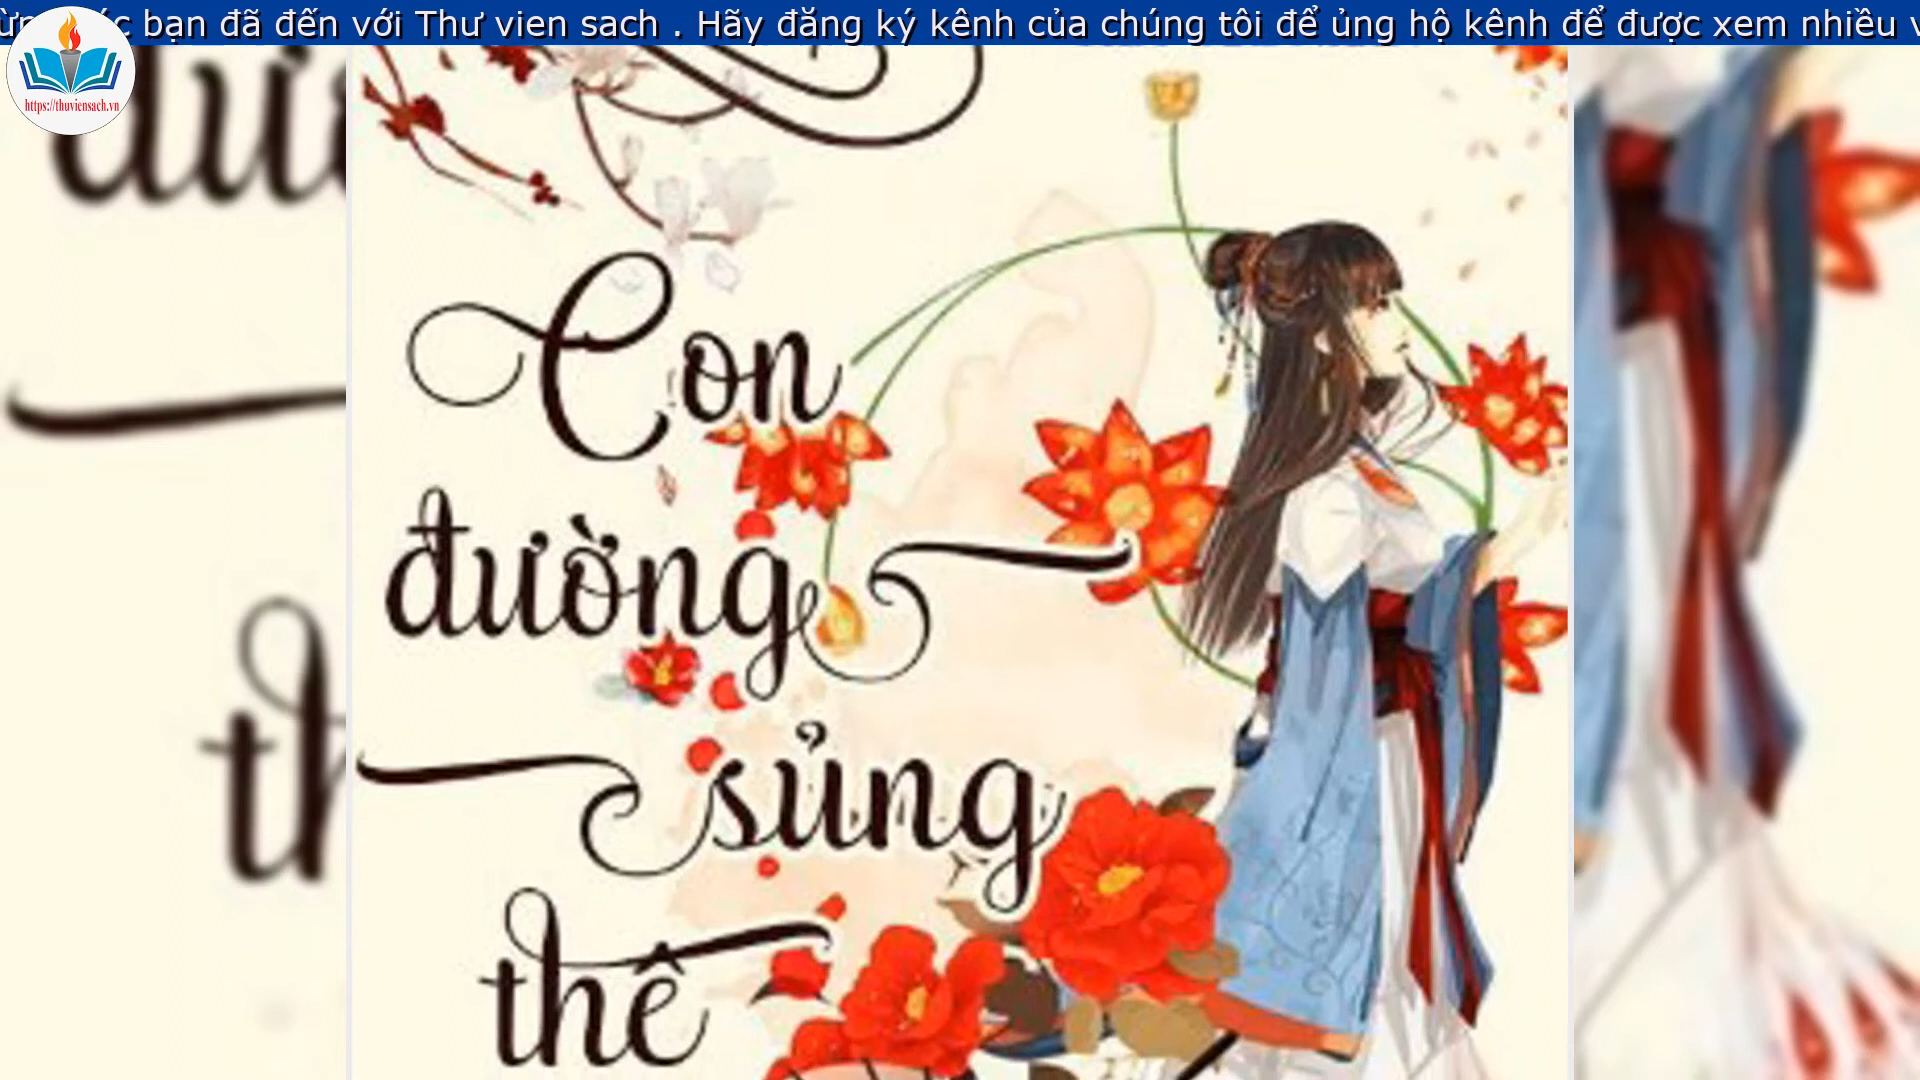 bạn đã đến với Thư vien sach . Hãy đăng ký kênh của chúng tôi để ủng hộ kênh để được xem nhiều
https://thuviensach.vn
Con
đường
sủng
thê